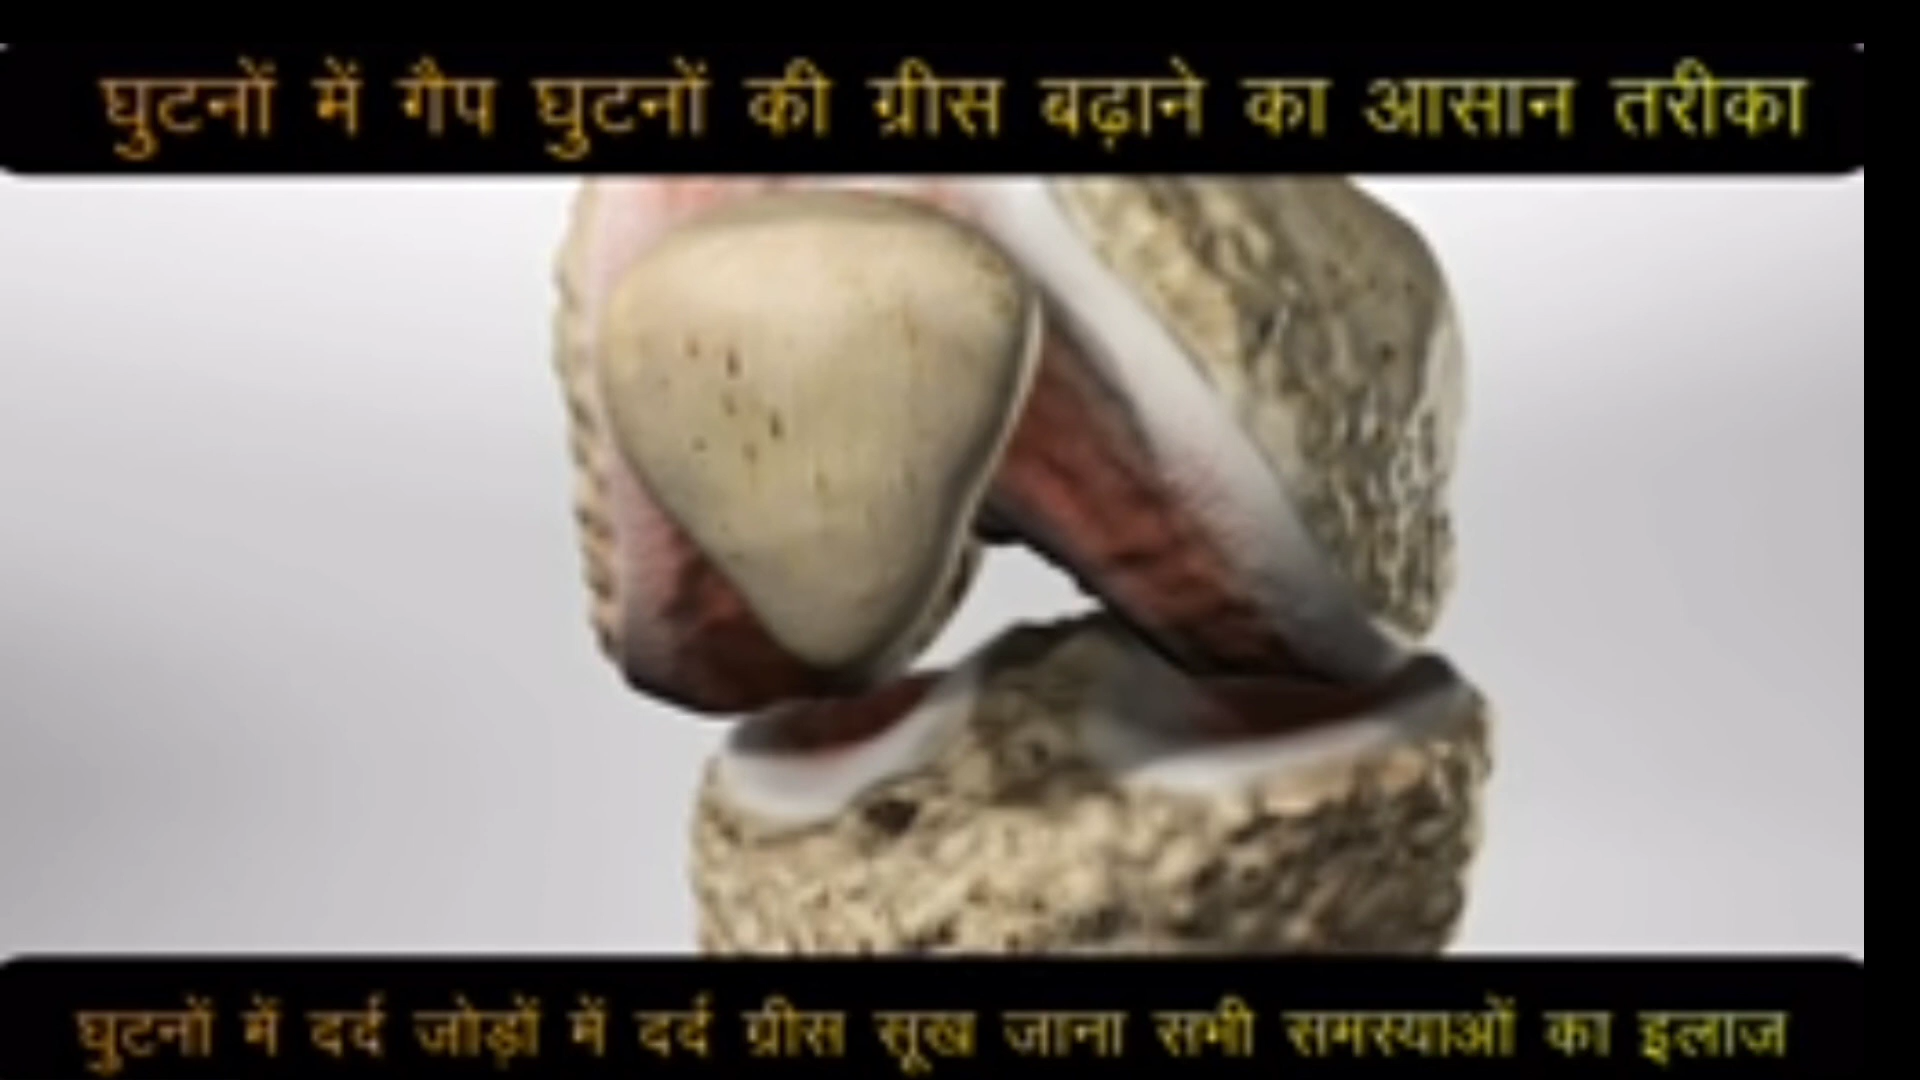 घुटनों में गैप घुटनों की ग्रीस बढ़ाने का आसान तरीका
घुटनों में दर्द जोड़ों में दर्द ग्रीस सूख जाना सभी समस्याओं का इलाज